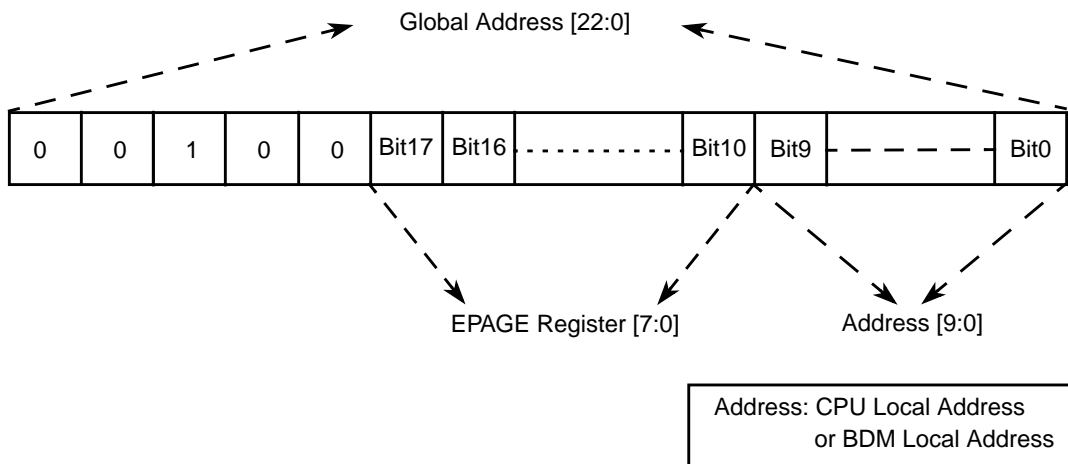 Global Address [22:0]
0 0 1 0 0 Bit17 Bit16 Bit10 Bit9 Bit0
EPAGE Register [7:0] Address [9:0]
Address: CPU Local Address
or BDM Local Address